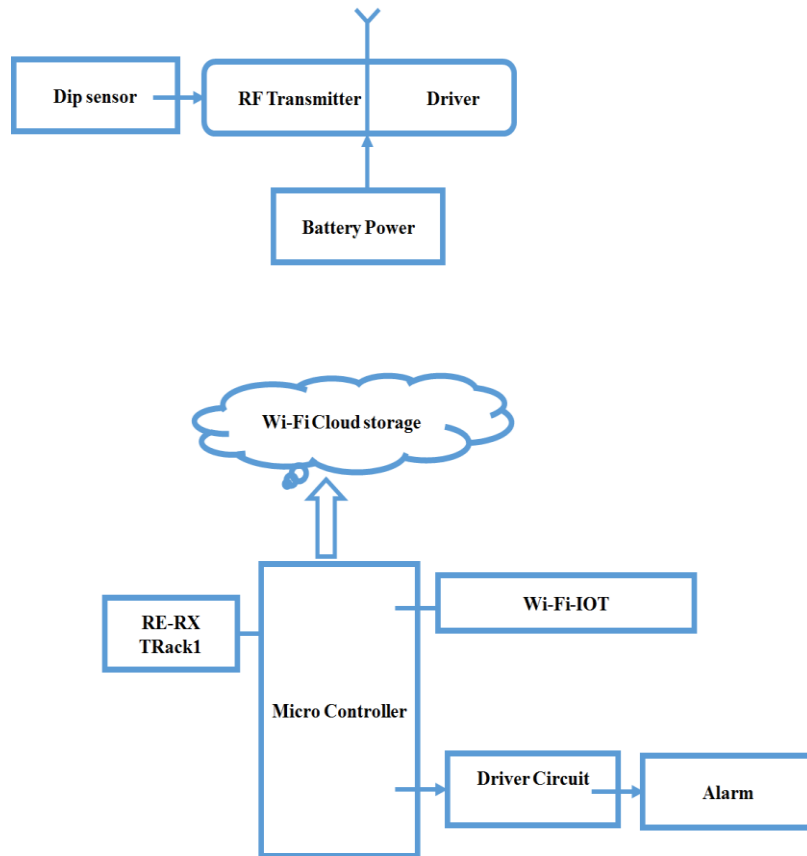 Dip sensor
RF Transmitter
Driver
Battery Power
Wi-Fi Cloud storage
RE-RX
TRack1
Wi-Fi-IOT
Micro Controller
Driver Circuit
Alarm